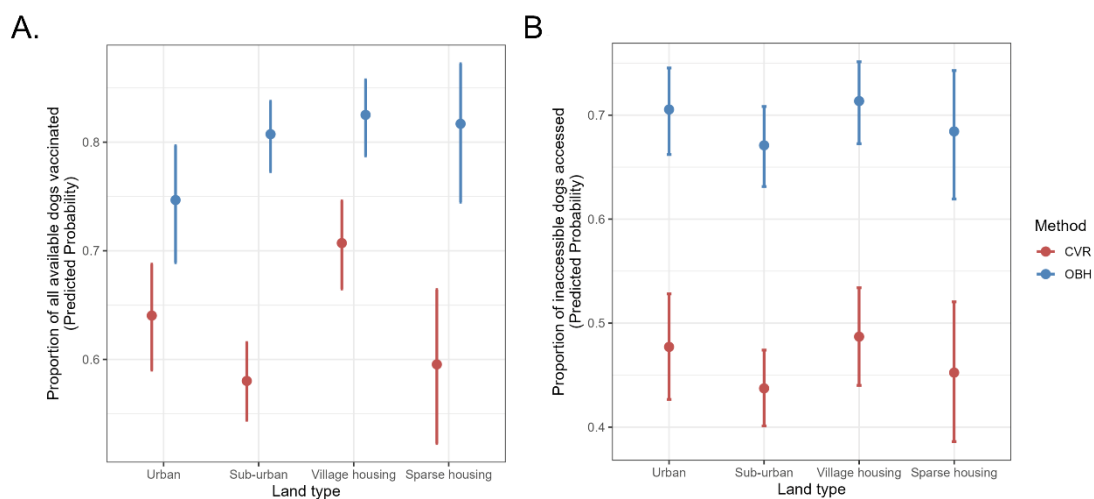 A.
Proportion of all available dogs vaccinated
(Predicted Probability)
0.8
0.7
0.6
Urban
Sub-urban
Village housing
Sparse housing
Land type
B
Proportion of inaccessible dogs accessed
(Predicted Probability)
0.7
0.6
0.5
0.4
Urban
Sub-urban
Village housing
Sparse housing
Land type
Method
CVR
OBH